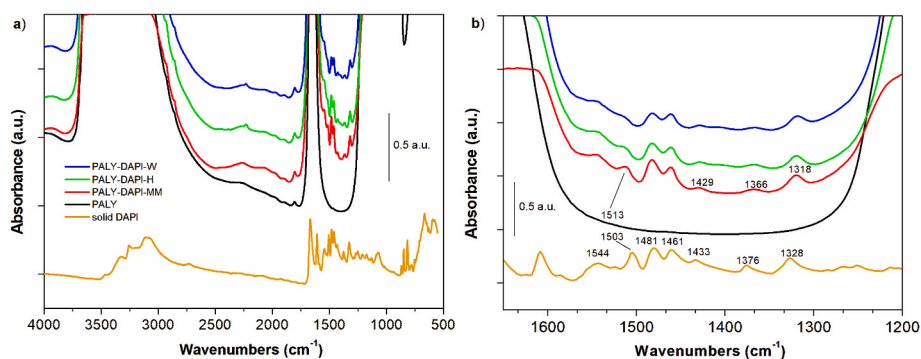 a)
Absorbance (a.u.)
0.5 a.u.
PALY-DAPI-W
PALY-DAPI-H
PALY-DAPI-MM
PALY
solid DAPI
4000 3500 3000 2500 2000 1500 1000 500
Wavenumbers (cm-1)
b)
Absorbance (a.u.)
0.5 a.u.
1513
1429
1366
1318
1503
1544
1481
1461
1433
1376
1328
1600 1500 1400 1300 1200
Wavenumbers (cm-1)